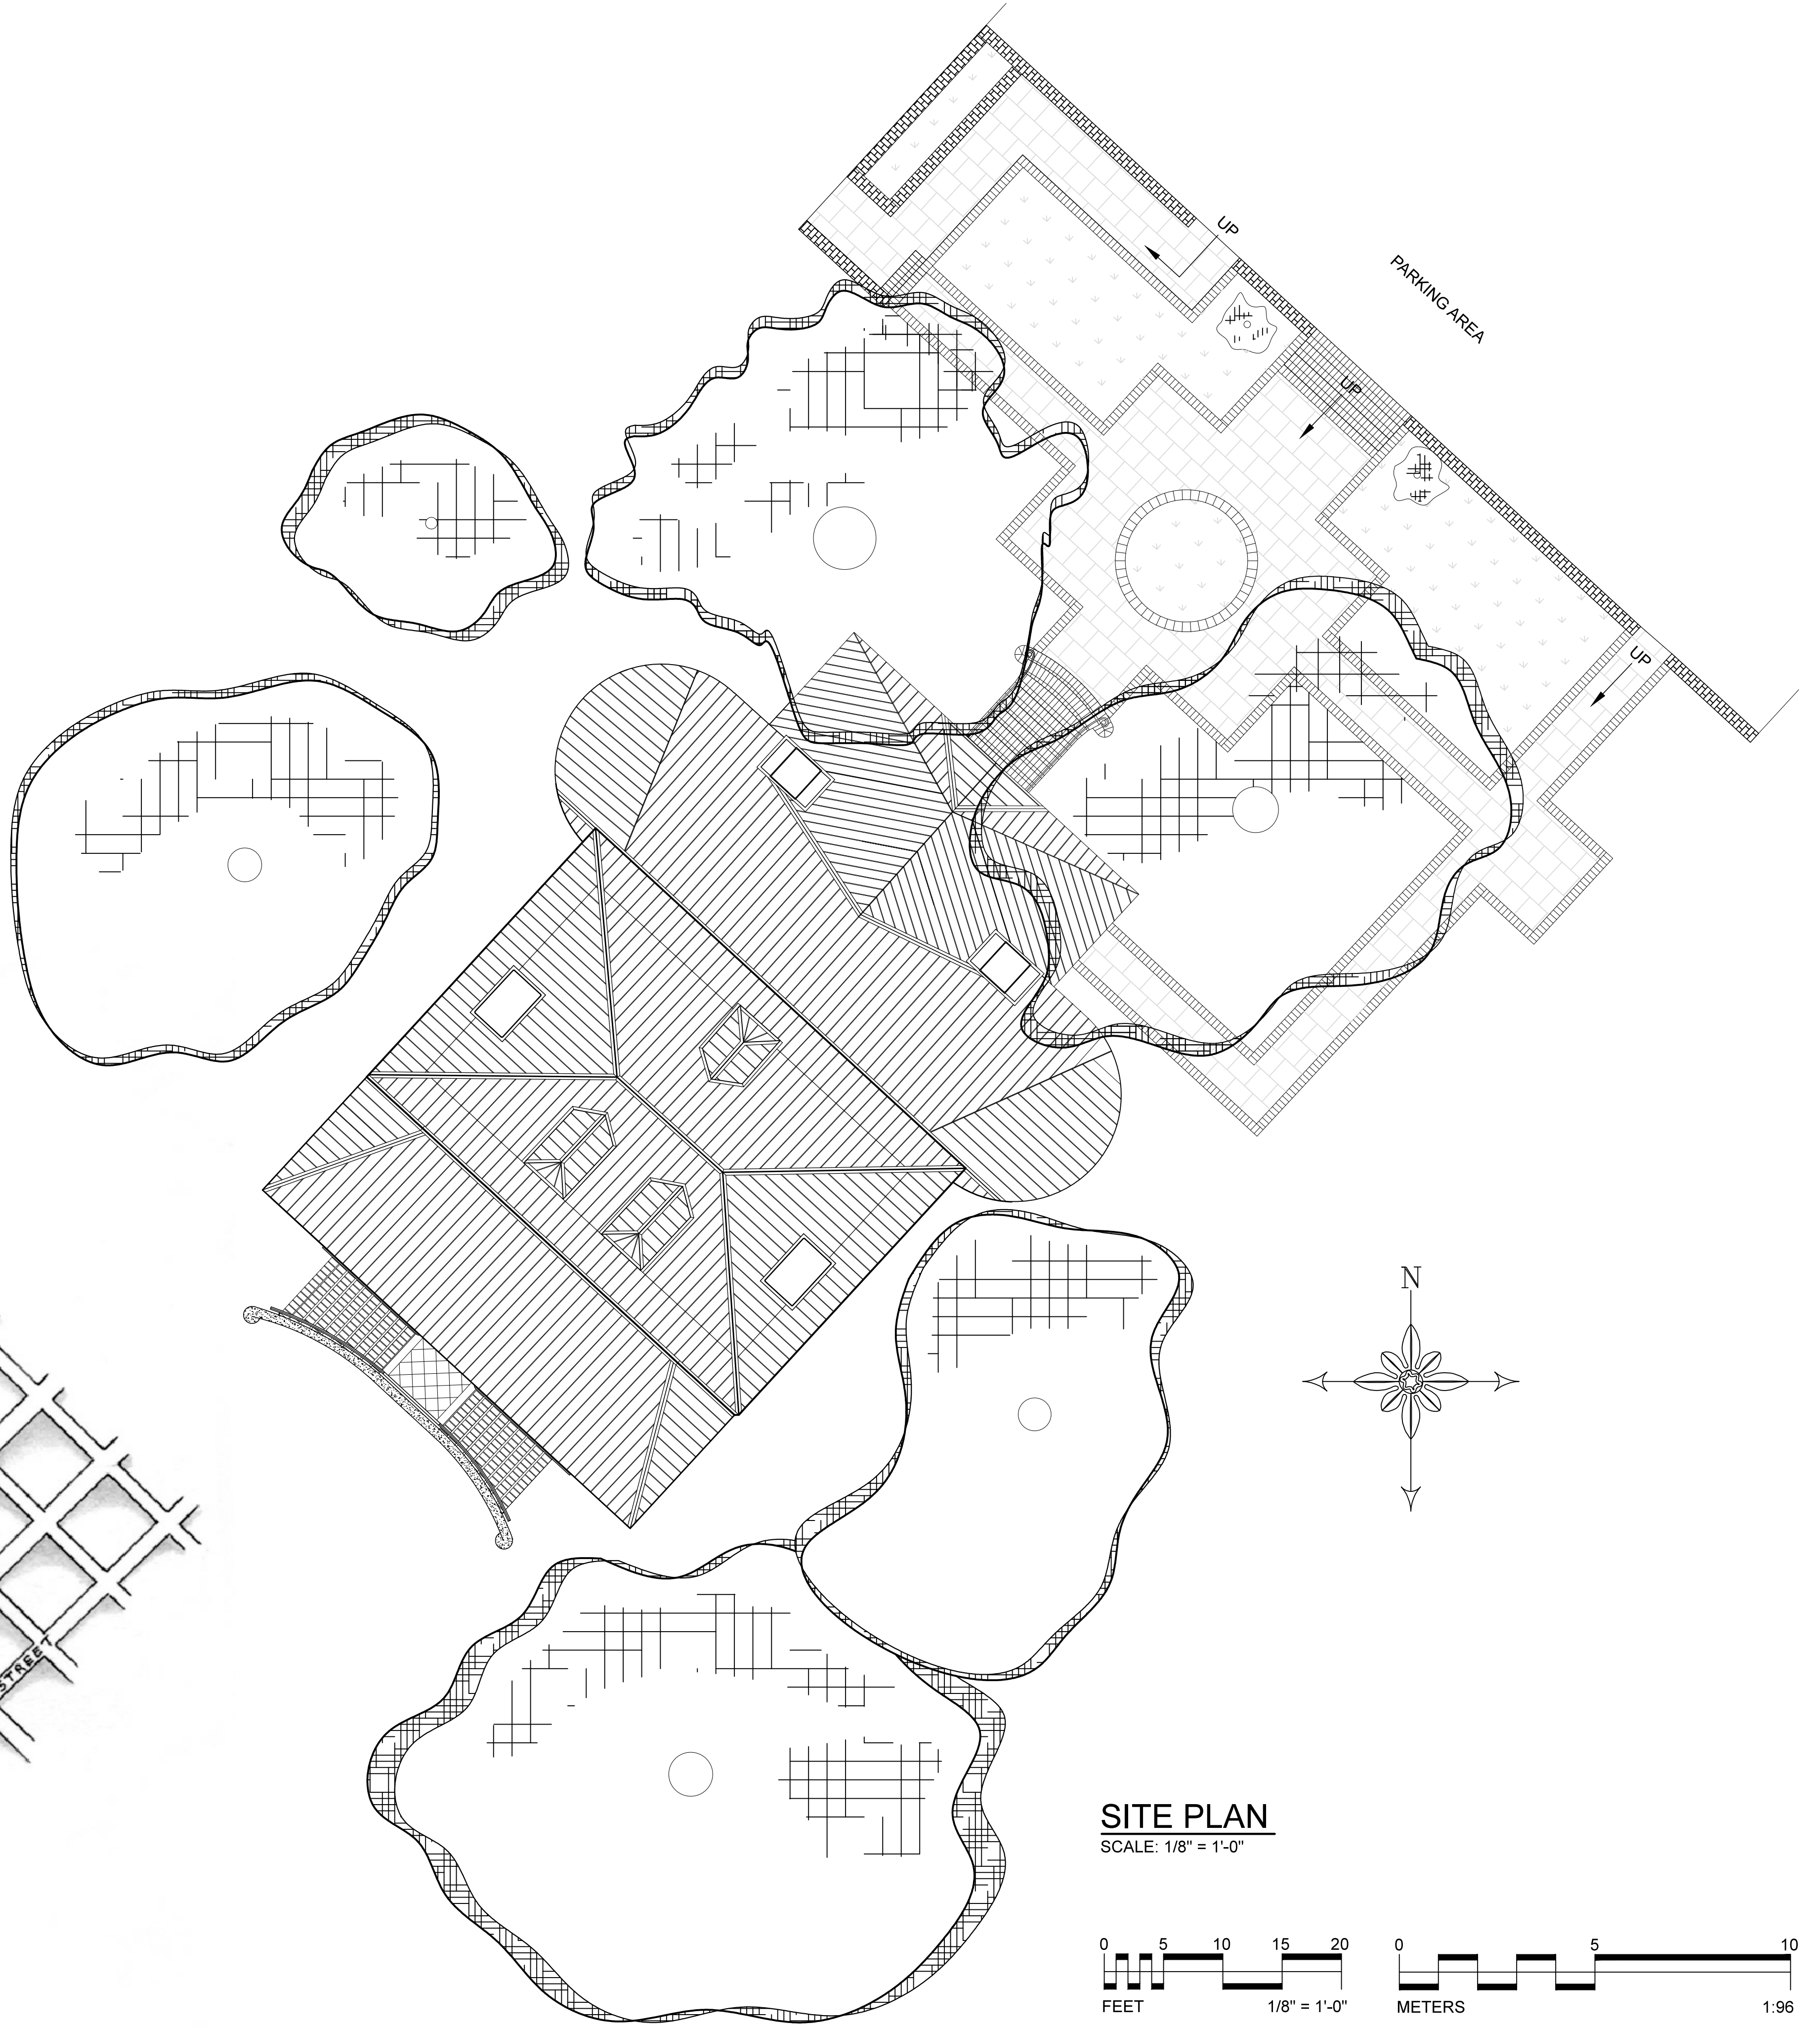 UP
PARKING AREA
UP
UP
N
STREET
SITE PLAN
SCALE: 1/8" = 1'-0"
0 5 10 15 20
FEET 1/8" = 1'-0"
0 5 10
METERS 1:96